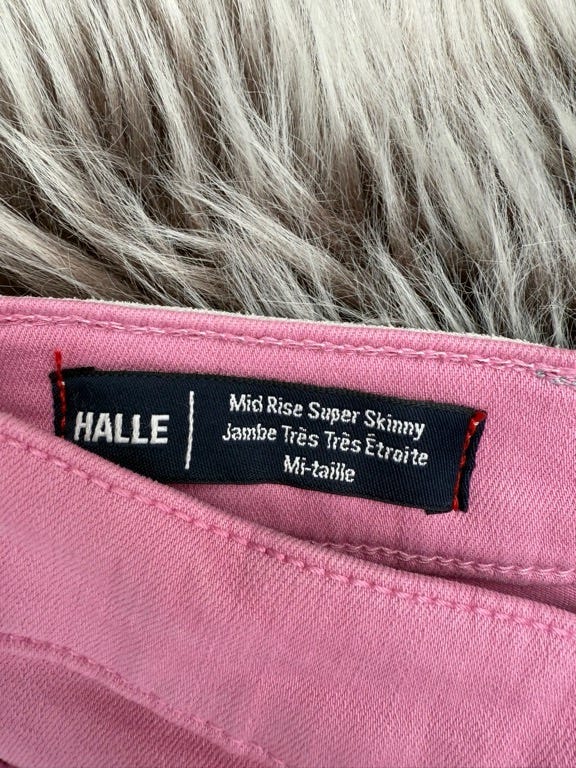 HALLE
Mid Rise Super Skinny
Jambe Très Très Étroite
Mi-taille